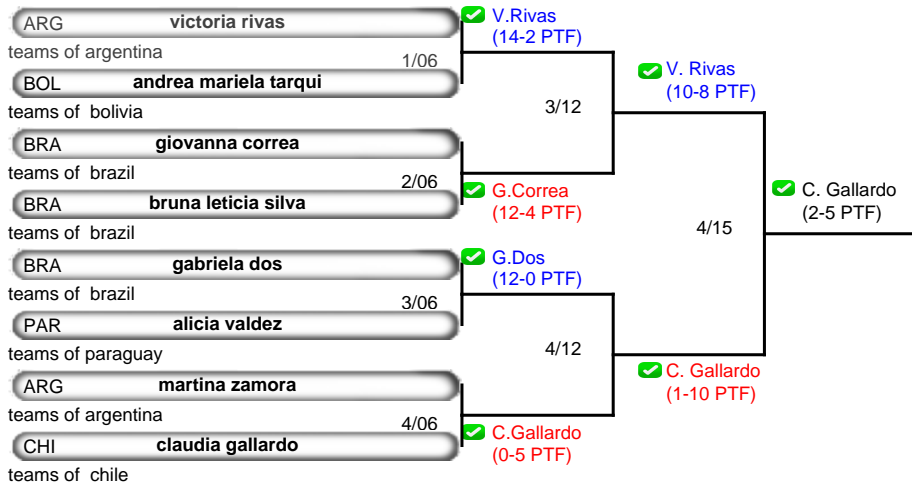 ARG victoria rivas
teams of argentina
1/06
BOL andrea mariela tarqui
teams of bolivia
BRA giovanna correa
teams of brazil
2/06
BRA bruna leticia silva
teams of brazil
BRA gabriela dos
teams of brazil
3/06
PAR alicia valdez
teams of paraguay
ARG martina zamora
teams of argentina
4/06
CHI claudia gallardo
teams of chile
V.Rivas
(14-2 PTF)
3/12
G.Correa
(12-4 PTF)
G.Dos
(12-0 PTF)
4/12
C.Gallardo
(0-5 PTF)
V. Rivas
(10-8 PTF)
4/15
C. Gallardo
(1-10 PTF)
C. Gallardo
(2-5 PTF)